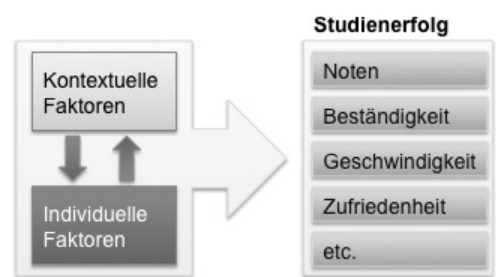 Studienerfolg
Kontextuelle
Faktoren
Individuelle
Faktoren
Noten
Beständigkeit
Geschwindigkeit
Zufriedenheit
etc.